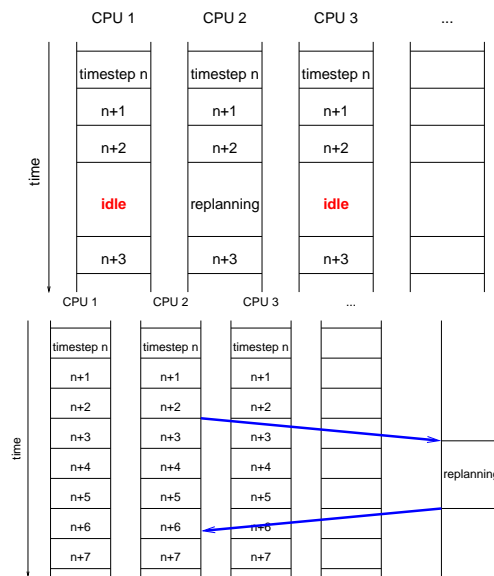 CPU 1 CPU 2 CPU 3 ...
timestep n timestep n timestep n
n+1 n+1 n+1
n+2 n+2 n+2
time
idle replanning idle
n+3 n+3 n+3
CPU 1 CPU 2 CPU 3 ...
timestep n timestep n timestep n
n+1 n+1 n+1
n+2 n+2 n+2
n+3 n+3 n+3
time
n+4 n+4 n+4
replanning
n+5 n+5 n+5
n+6 n+6 n+6
n+7 n+7 n+7